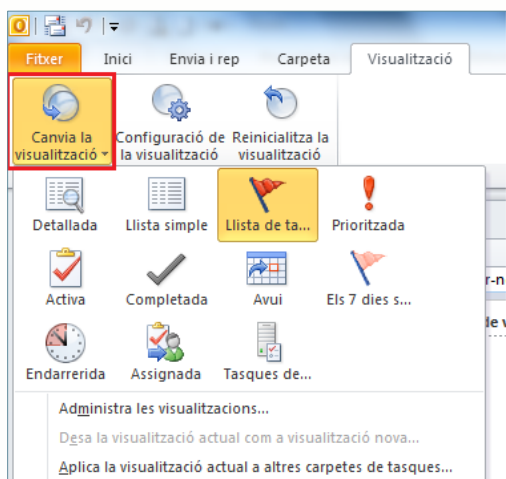 Fitxer Inici Envia i rep Carpeta Visualització
Canvia la Configuració de Reinicialitza la
visualització la visualització visualització
Detallada Llista simple Llista de ta... Prioritzada
Activa Completada Avui Els 7 dies s...
Endarrerida Assignada Tasques de...
Administra les visualitzacions...
Desa la visualització actual com a visualització nova...
Aplica la visualització actual a altres carpetes de tasques...